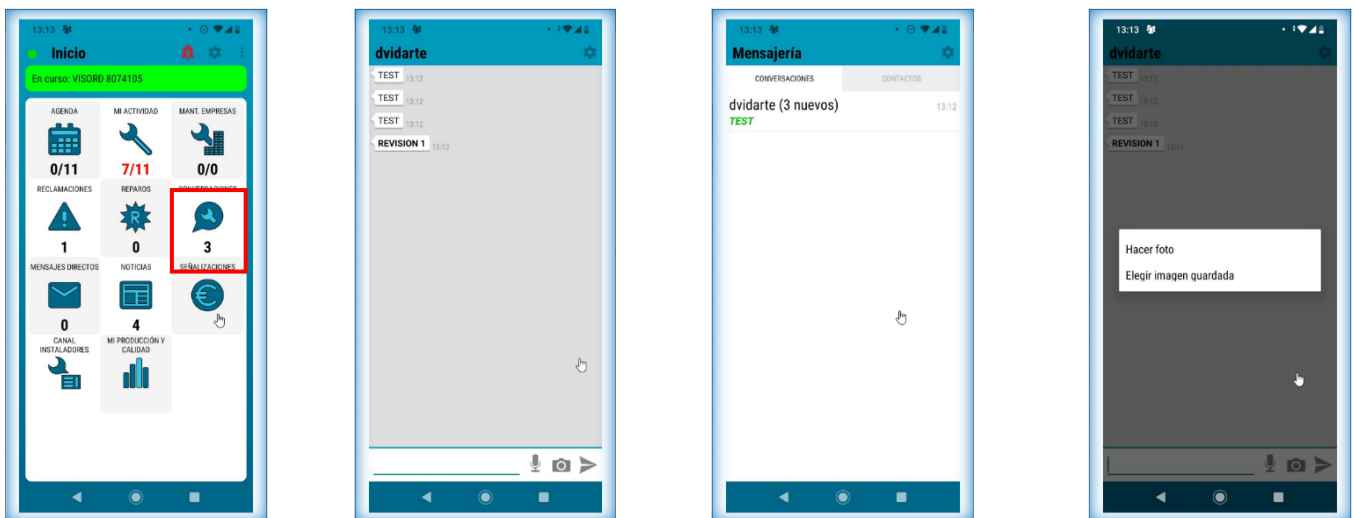 13:13
Inicio
En curso: VISORD 8074105
AGENDA
0/11
MI ACTIVIDAD
7/11
MANT. EMPRESAS
0/0
RECLAMACIONES
1
REPAROS
R
0
CONVERSACIONES
3
MENSAJES DIRECTOS
0
NOTICIAS
4
SEÑALIZACIONES
€
CANAL
INSTALADORES
MI PRODUCCIÓN Y
CALIDAD
13:13
dvidarte
TEST 13:12
TEST 13:12
TEST 13:12
REVISION 1 13:13
13:13
Mensajería
CONVERSACIONES
CONTACTOS
dvidarte (3 nuevos) 13:12
TEST
13:13
dvidarte
TEST 13:12
TEST 13:12
TEST 13:12
REVISION 1 13:13
Hacer foto
Elegir imagen guardada